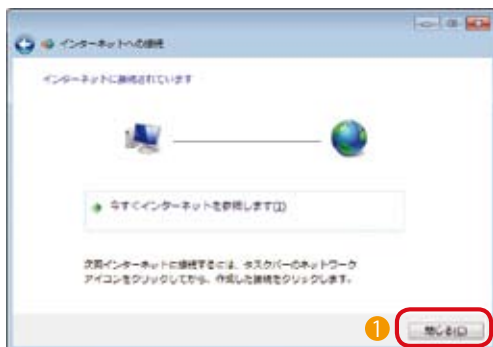 インターネットへの接続
インターネットに接続されています
今すぐインターネットを参照します(I)
次回インターネットに接続するには、タスクバーのネットワーク
アイコンをクリックしてから、作成した接続をクリックします。
1 閉じる(C)